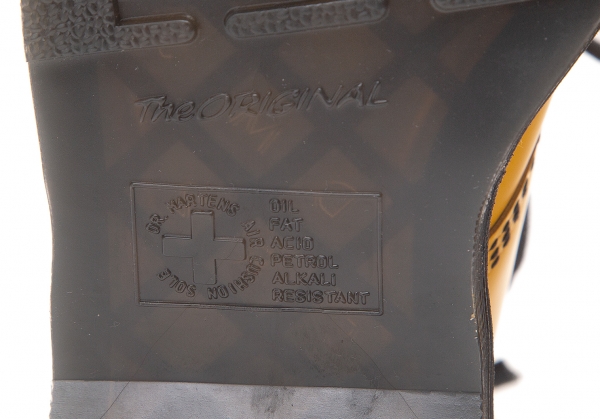 The ORIGINAL
DR. MARTENS AIR CUSHION SOLE
OIL
FAT
ACID
PETROL
ALKALI
RESISTANT